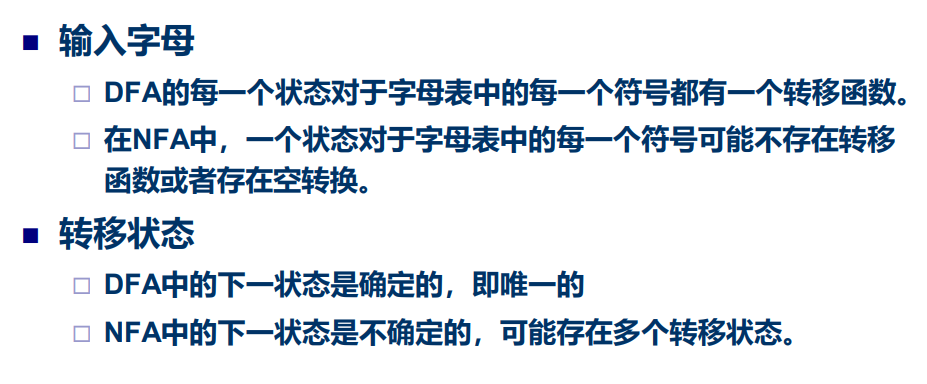 输入字母
DFA的每一个状态对于字母表中的每一个符号都有一个转移函数。
在NFA中，一个状态对于字母表中的每一个符号可能不存在转移
函数或者存在空转换。
转移状态
DFA中的下一状态是确定的，即唯一的
NFA中的下一状态是不确定的，可能存在多个转移状态。